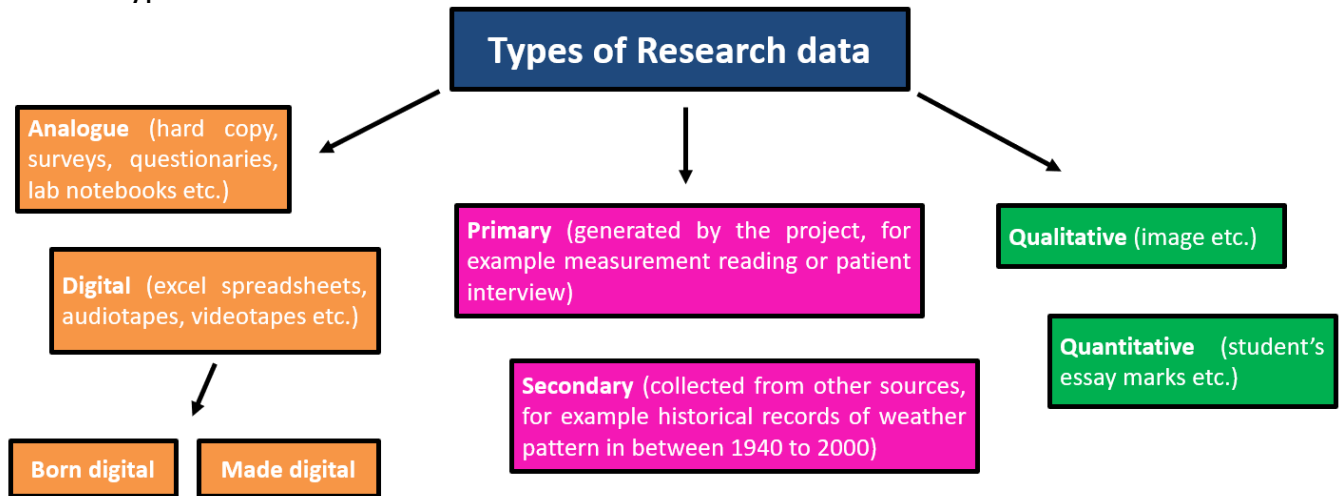 Types of Research data
Analogue (hard copy,
surveys, questionaries,
lab notebooks etc.)
Digital (excel spreadsheets,
audiotapes, videotapes etc.)
Born digital
Made digital
Primary (generated by the project, for
example measurement reading or patient
interview)
Secondary (collected from other sources,
for example historical records of weather
pattern in between 1940 to 2000)
Qualitative (image etc.)
Quantitative (student's
essay marks etc.)